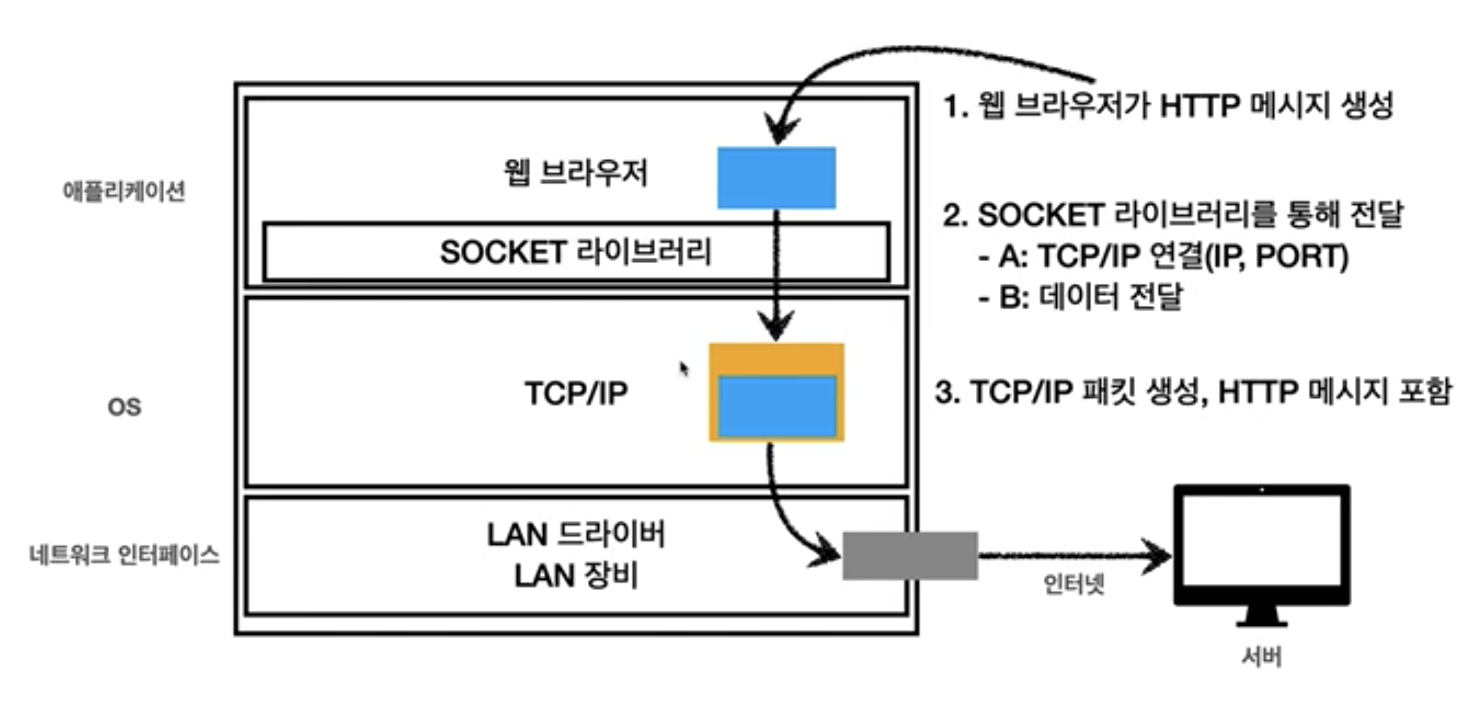 1. 웹 브라우저가 HTTP 메시지 생성
애플리케이션
웹 브라우저
SOCKET 라이브러리
2. SOCKET 라이브러리를 통해 전달
- A: TCP/IP 연결(IP, PORT)
- B: 데이터 전달
OS
TCP/IP
3. TCP/IP 패킷 생성, HTTP 메시지 포함
네트워크 인터페이스
LAN 드라이버
LAN 장비
인터넷
서버